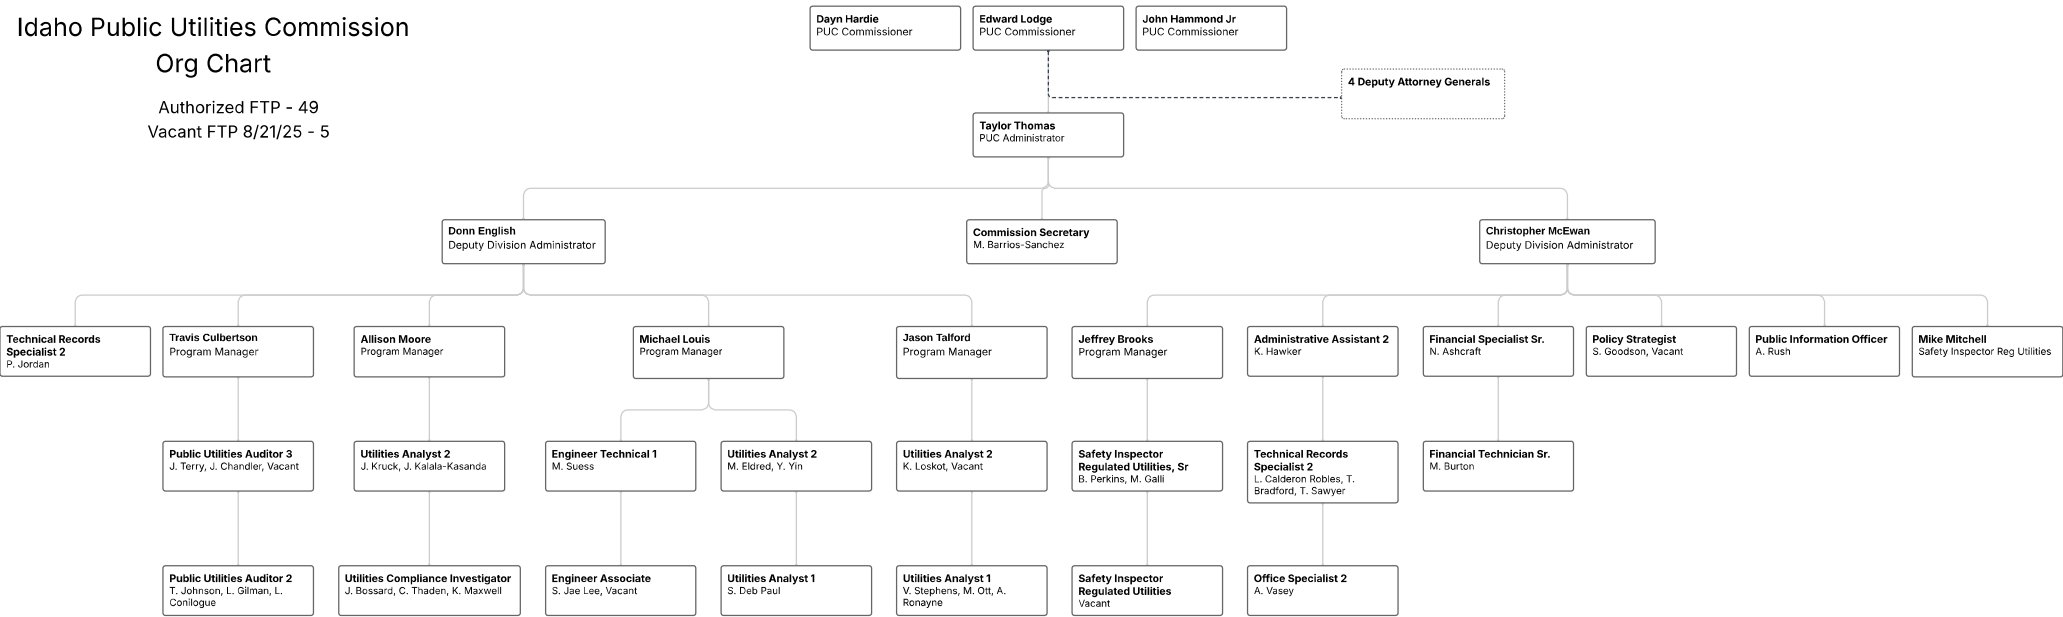 Idaho Public Utilities Commission
Org Chart
Authorized FTP - 49
Vacant FTP 8/21/25 - 5
Dayn Hardie
PUC Commissioner
Edward Lodge
PUC Commissioner
John Hammond Jr
PUC Commissioner
4 Deputy Attorney Generals
Taylor Thomas
PUC Administrator
Donn English
Deputy Division Administrator
Commission Secretary
M. Barrios-Sanchez
Christopher McEwan
Deputy Division Administrator
Technical Records
Specialist 2
P. Jordan
Travis Culbertson
Program Manager
Allison Moore
Program Manager
Michael Louis
Program Manager
Jason Talford
Program Manager
Jeffrey Brooks
Program Manager
Administrative Assistant 2
K. Hawker
Financial Specialist Sr.
N. Ashcraft
Policy Strategist
S. Goodson, Vacant
Public Information Officer
A. Rush
Mike Mitchell
Safety Inspector Reg Utilities
Public Utilities Auditor 3
J. Terry, J. Chandler, Vacant
Utilities Analyst 2
J. Kruck, J. Kalala-Kasanda
Engineer Technical 1
M. Suess
Utilities Analyst 2
M. Eldred, Y. Yin
Utilities Analyst 2
K. Loskot, Vacant
Safety Inspector
Regulated Utilities, Sr
B. Perkins, M. Galli
Technical Records
Specialist 2
L. Calderon Robles, T.
Bradford, T. Sawyer
Financial Technician Sr.
M. Burton
Public Utilities Auditor 2
T. Johnson, L. Gilman, L.
Conilogue
Utilities Compliance Investigator
J. Bossard, C. Thaden, K. Maxwell
Engineer Associate
S. Jae Lee, Vacant
Utilities Analyst 1
S. Deb Paul
Utilities Analyst 1
V. Stephens, M. Ott, A.
Ronayne
Safety Inspector
Regulated Utilities
Vacant
Office Specialist 2
A. Vasey